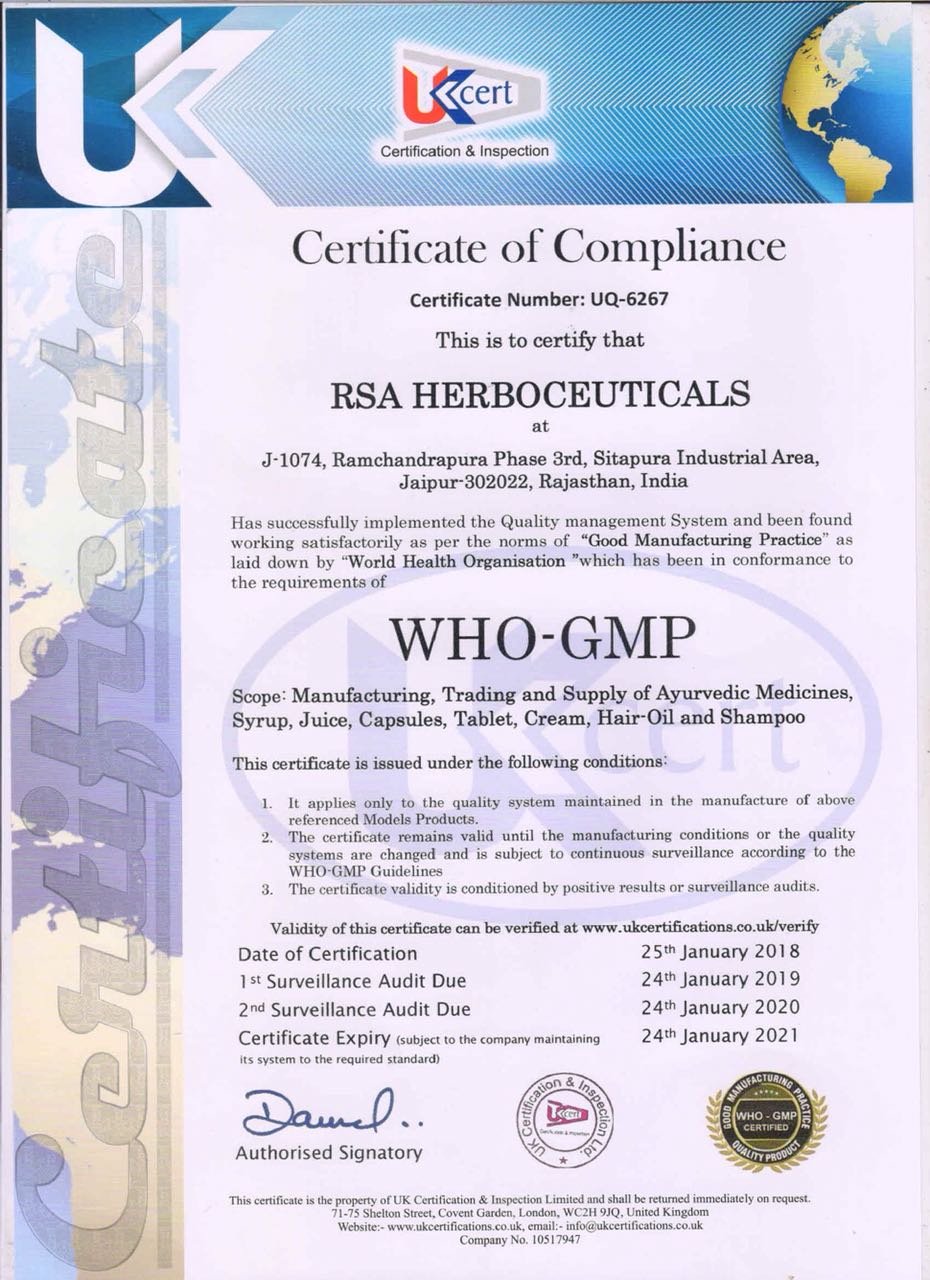 UK
UKcert
Certification & Inspection
Certificate
Certificate of Compliance
Certificate Number: UQ-6267
This is to certify that
RSA HERBOCEUTICALS
at
J-1074, Ramchandrapura Phase 3rd, Sitapura Industrial Area,
Jaipur-302022, Rajasthan, India
Has successfully implemented the Quality management System and been found
working satisfactorily as per the norms of "Good Manufacturing Practice" as
laid down by "World Health Organisation "which has been in conformance to
the requirements of
WHO-GMP
Scope: Manufacturing, Trading and Supply of Ayurvedic Medicines,
Syrup, Juice, Capsules, Tablet, Cream, Hair-Oil and Shampoo
UKcert
This certificate is issued under the following conditions:
1. It applies only to the quality system maintained in the manufacture of above
referenced Models Products.
2. The certificate remains valid until the manufacturing conditions or the quality
systems are changed and is subject to continuous surveillance according to the
WHO-GMP Guidelines
3. The certificate validity is conditioned by positive results or surveillance audits.
Validity of this certificate can be verified at www.ukcertifications.co.uk/verify
Date of Certification 25th January 2018
1st Surveillance Audit Due 24th January 2019
2nd Surveillance Audit Due 24th January 2020
Certificate Expiry (subject to the company maintaining 24th January 2021
its system to the required standard)
Authorised Signatory
UK Certification & Inspection Ltd.
UKcert
Certification & Inspection
GOOD MANUFACTURING PRACTICE
WHO - GMP
CERTIFIED
QUALITY PRODUCT
This certificate is the property of UK Certification & Inspection Limited and shall be returned immediately on request.
71-75 Shelton Street, Covent Garden, London, WC2H 9JQ, United Kingdom
Website:- www.ukcertifications.co.uk, email:- info@ukcertifications.co.uk
Company No. 10517947